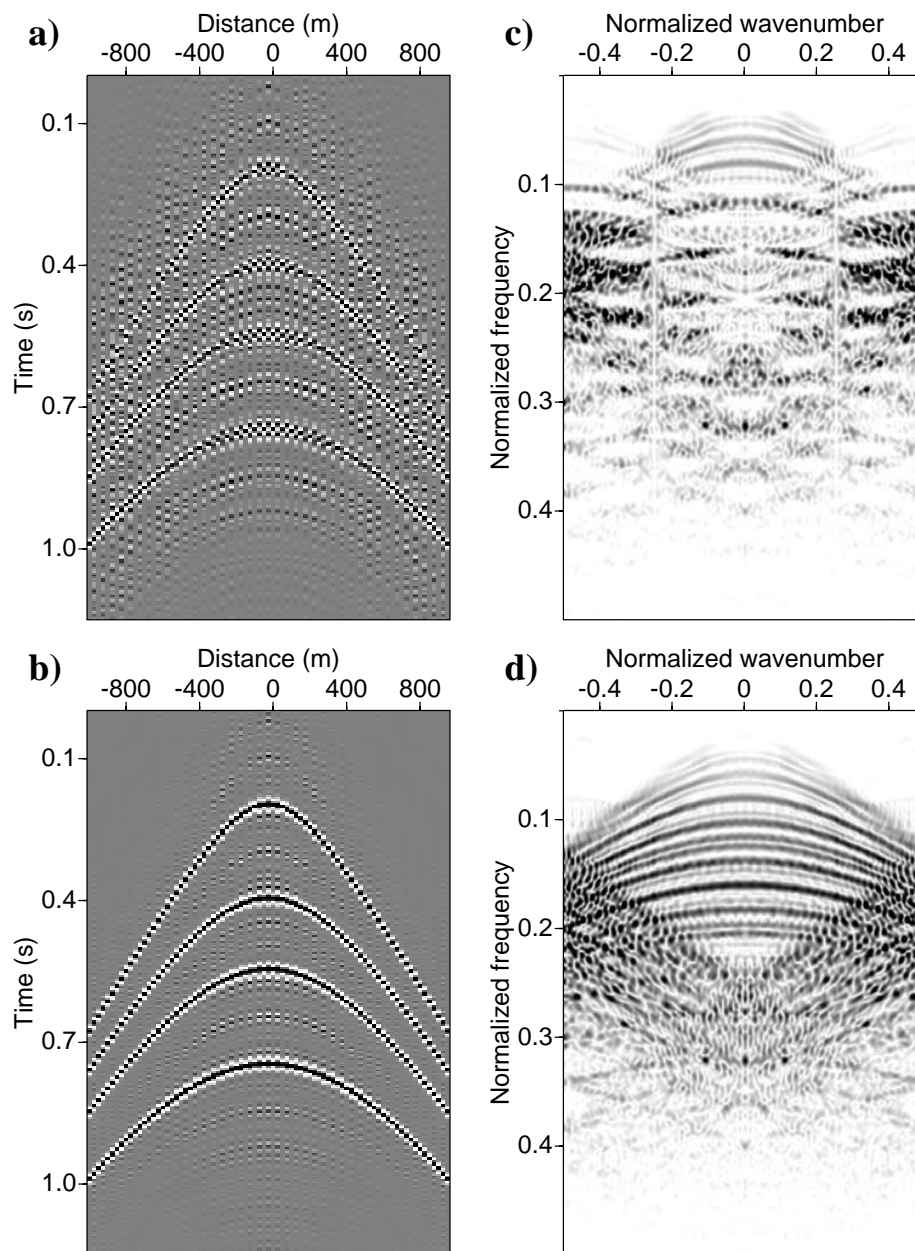 a)
Distance (m)
-800 -400 0 400 800
0.1
0.4
0.7
1.0
Time (s)
c)
Normalized wavenumber
-0.4 -0.2 0 0.2 0.4
0.1
0.2
0.3
0.4
Normalized frequency
b)
Distance (m)
-800 -400 0 400 800
0.1
0.4
0.7
1.0
Time (s)
d)
Normalized wavenumber
-0.4 -0.2 0 0.2 0.4
0.1
0.2
0.3
0.4
Normalized frequency